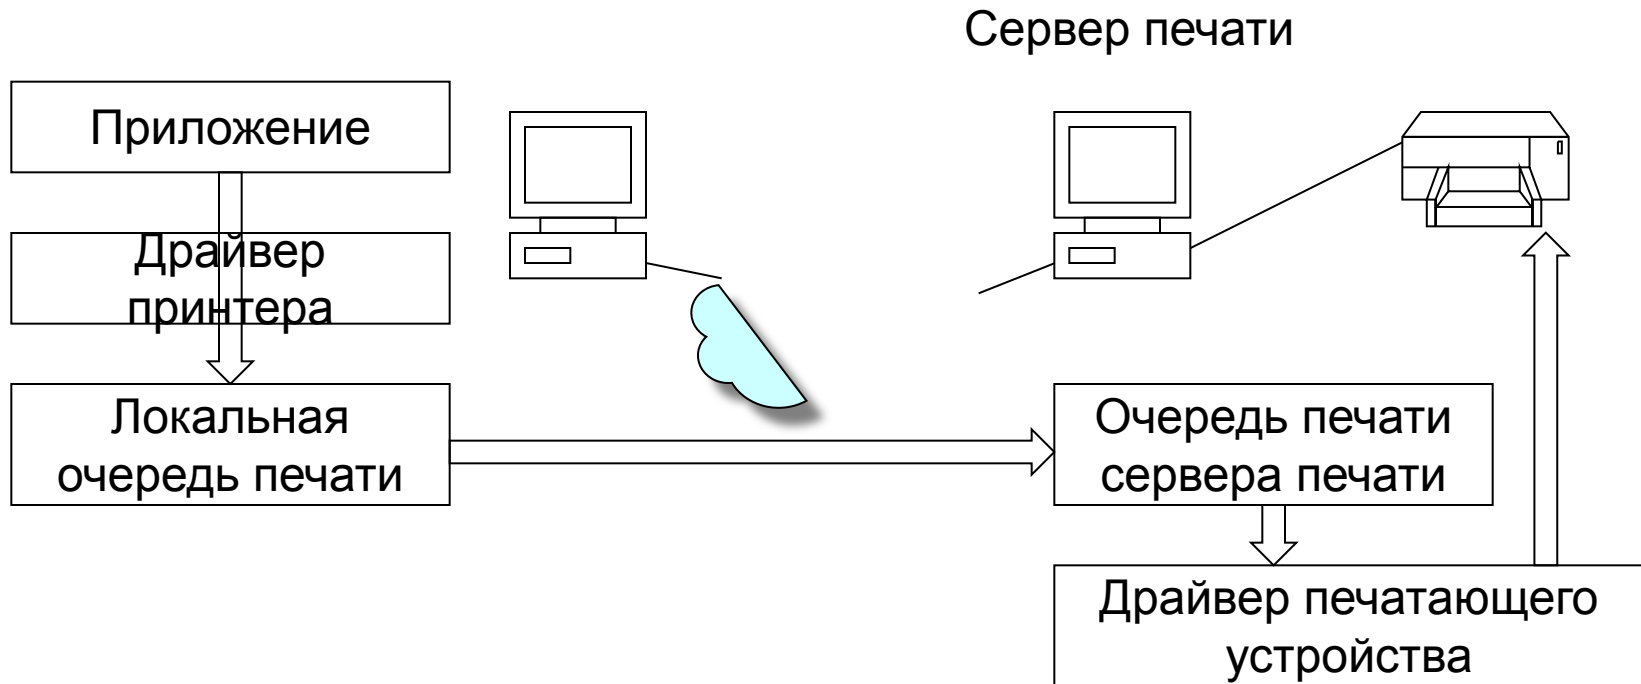 Сервер печати
Приложение
Драйвер
принтера
Локальная
очередь печати
Очередь печати
сервера печати
Драйвер печатающего
устройства